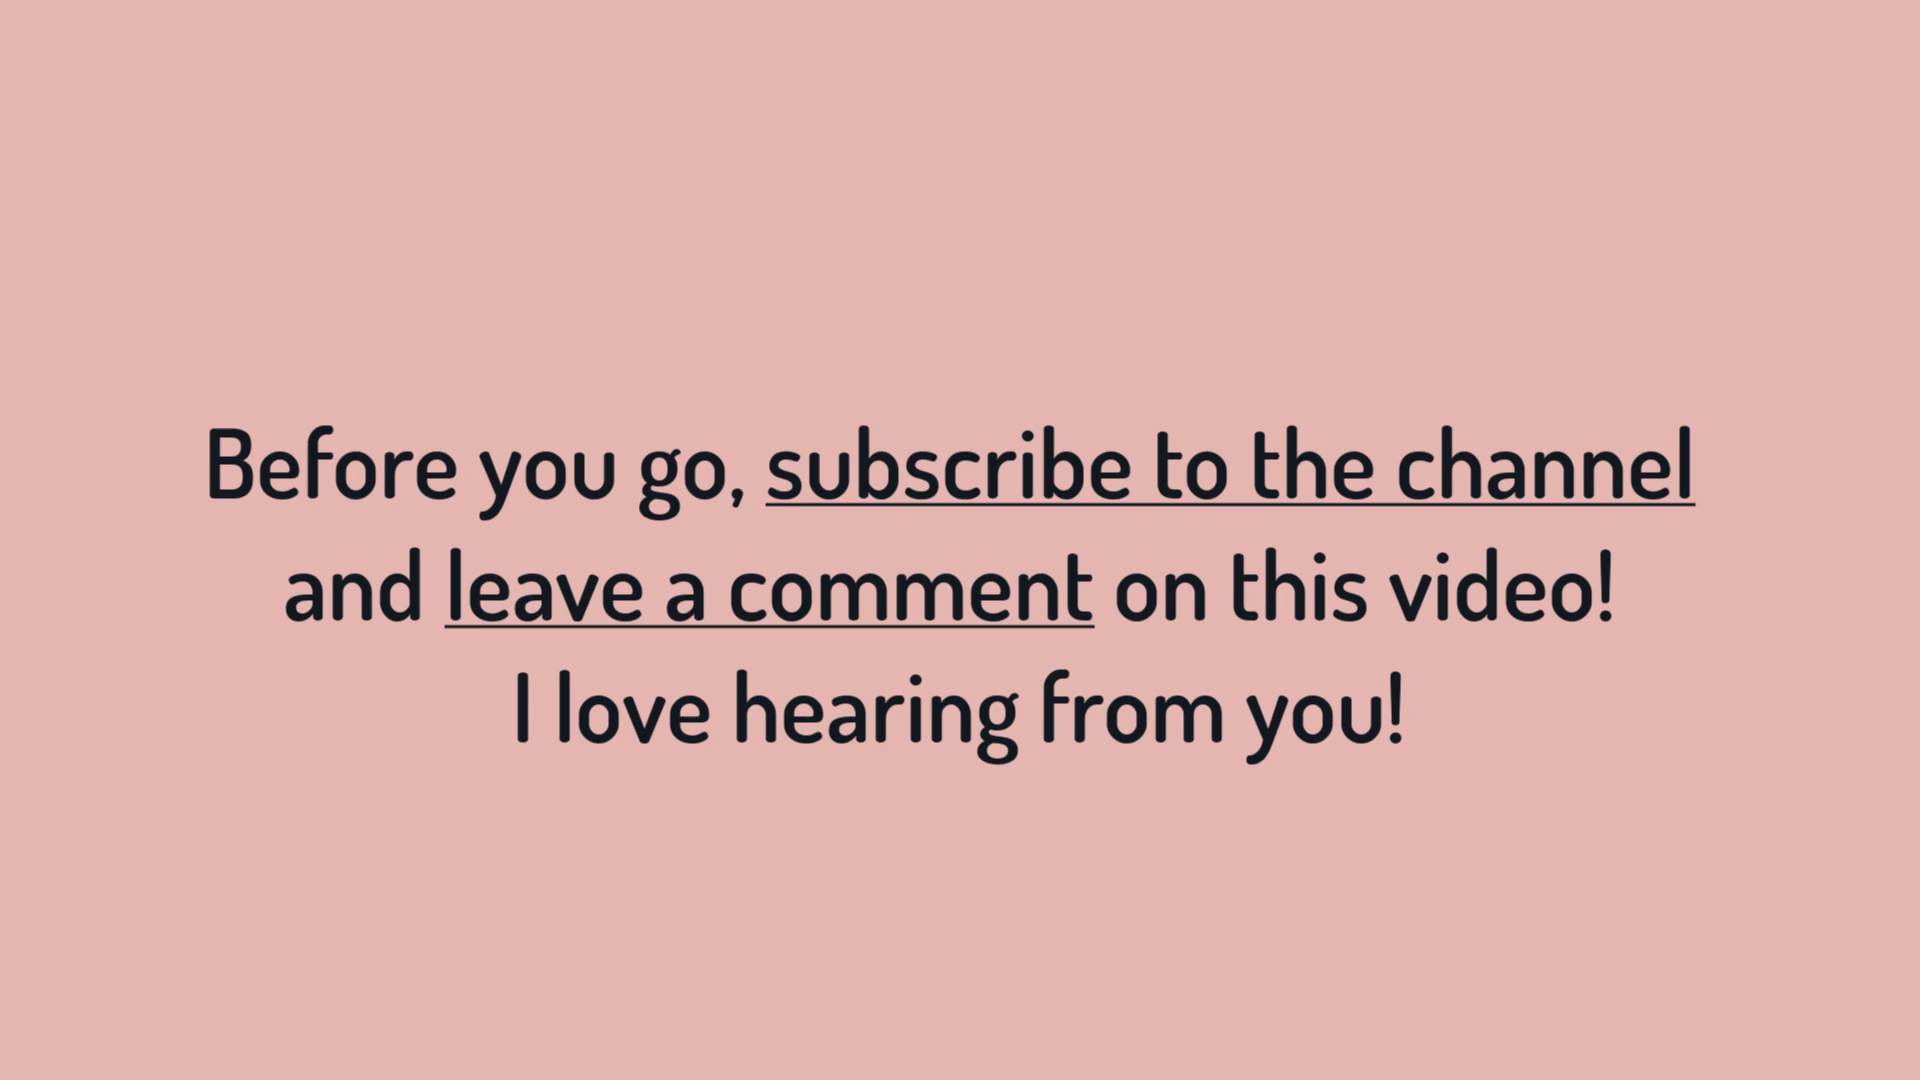 Before you go, subscribe to the channel
and leave a comment on this video!
I love hearing from you!